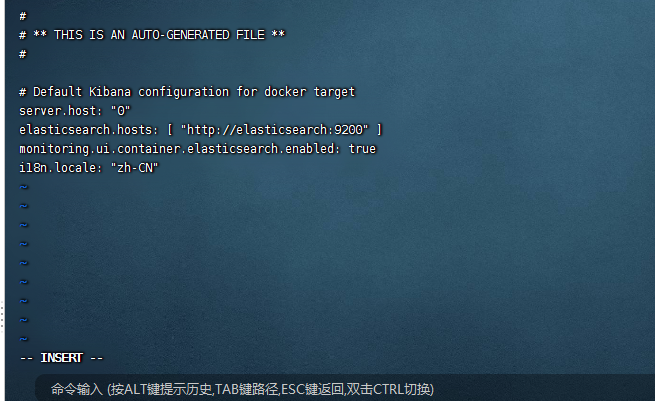 #
# ** THIS IS AN AUTO-GENERATED FILE **
#
# Default Kibana configuration for docker target
server.host: "0"
elasticsearch.hosts: [ "http://elasticsearch:9200" ]
monitoring.ui.container.elasticsearch.enabled: true
i18n.locale: "zh-CN"
~
~
~
~
~
~
~
~
~
-- INSERT --
命令输入 (按ALT键提示历史,TAB键路径,ESC键返回,双击CTRL切换)